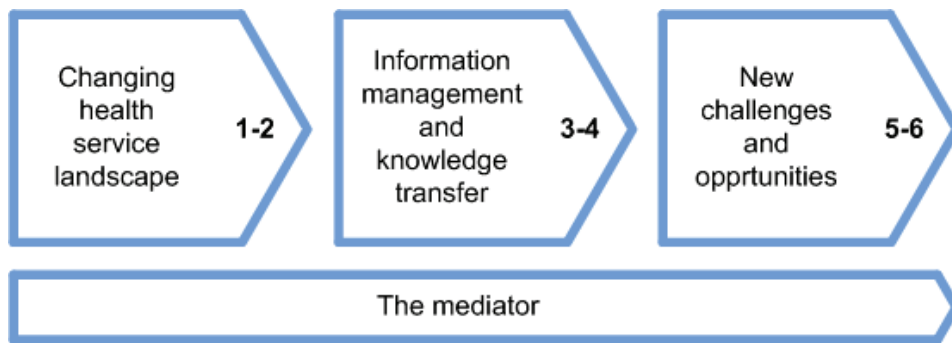 Changing
health
service
landscape
1-2
Information
management
and
knowledge
transfer
3-4
New
challenges
and
opprtunities
5-6
The mediator